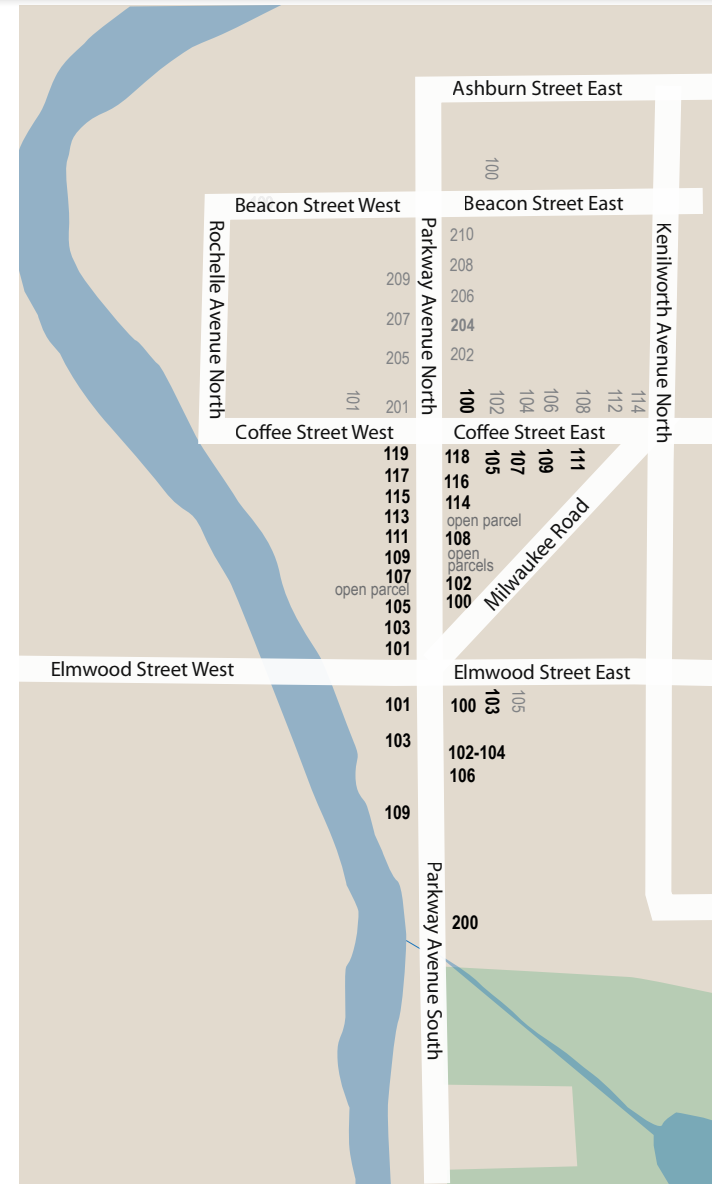 Ashburn Street East
100
Beacon Street West
Beacon Street East
Rochelle Avenue North
Parkway Avenue North
Kenilworth Avenue North
210
208
209
206
207
204
202
205
101
201
100
102
104
106
108
112
114
Coffee Street West
Coffee Street East
119
117
115
113
111
109
107
open parcel
105
103
101
118
105
107
109
111
116
114
open parcel
108
open
parcels
102
100
Milwaukee Road
Elmwood Street West
Elmwood Street East
101
103
109
100
103
105
102-104
106
Parkway Avenue South
200